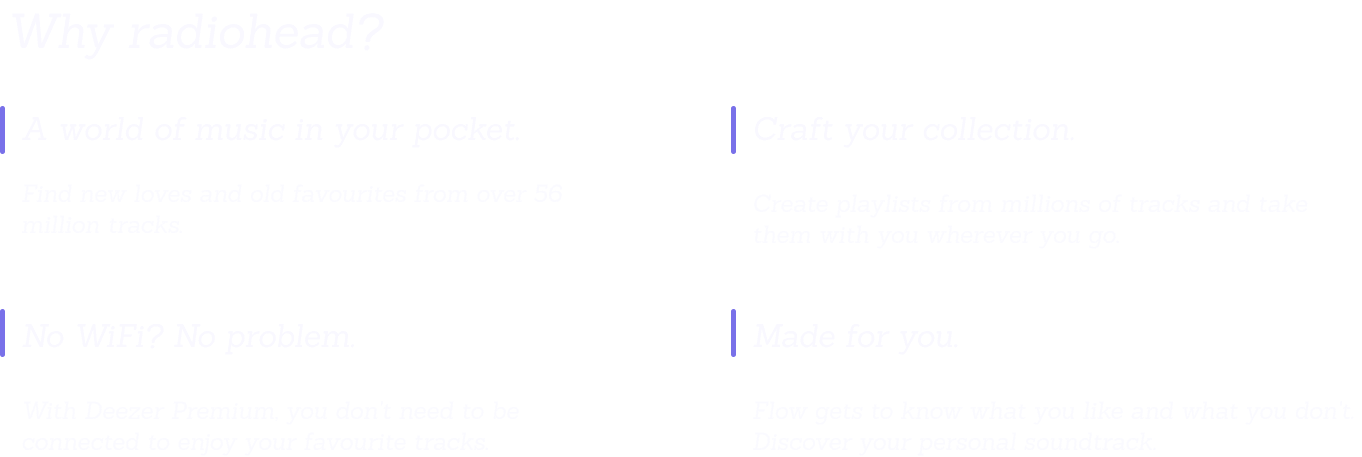 Why radiohead?
A world of music in your pocket.
Find new loves and old favourites from over 56
million tracks.
Craft your collection.
Create playlists from millions of tracks and take
them with you wherever you go.
No WiFi? No problem.
With Deezer Premium, you don't need to be
connected to enjoy your favourite tracks.
Made for you.
Flow gets to know what you like and what you don't.
Discover your personal soundtrack.